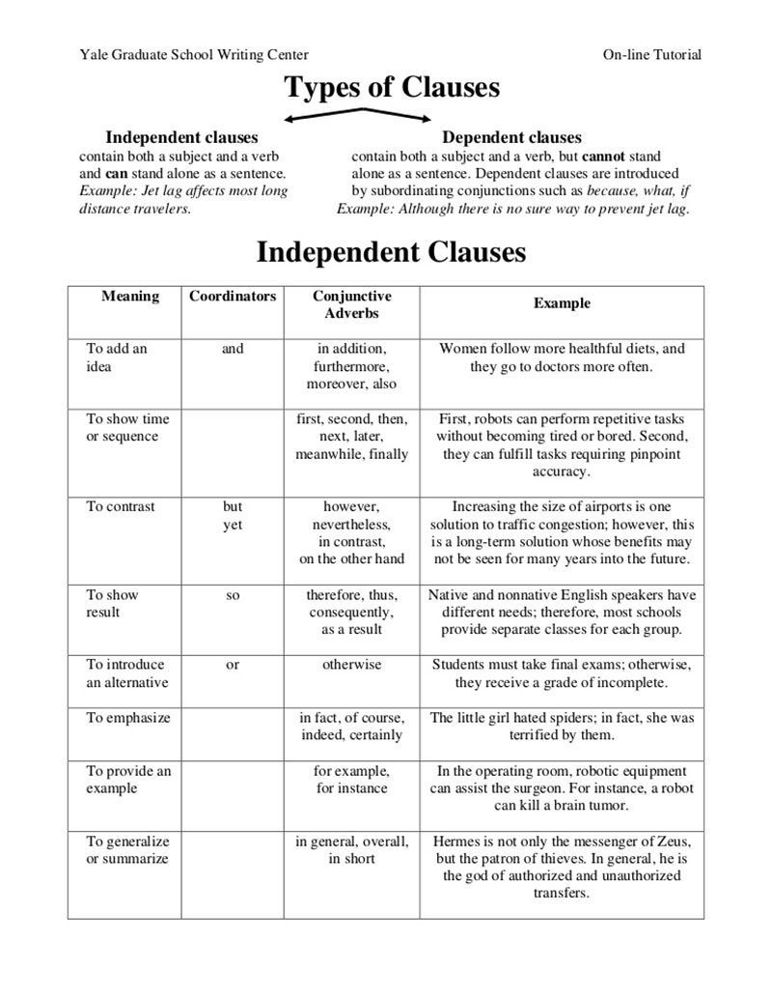 Yale Graduate School Writing Center
On-line Tutorial
Types of Clauses
Independent clauses
contain both a subject and a verb
and can stand alone as a sentence.
Example: Jet lag affects most long
distance travelers.
Dependent clauses
contain both a subject and a verb, but cannot stand
alone as a sentence. Dependent clauses are introduced
by subordinating conjunctions such as because, what, if
Example: Although there is no sure way to prevent jet lag.
Independent Clauses
Meaning
Coordinators
Conjunctive
Adverbs
Example
To add an
idea
and
in addition,
furthermore,
moreover, also
Women follow more healthful diets, and
they go to doctors more often.
To show time
or sequence
first, second, then,
next, later,
meanwhile, finally
First, robots can perform repetitive tasks
without becoming tired or bored. Second,
they can fulfill tasks requiring pinpoint
accuracy.
To contrast
but
yet
however,
nevertheless,
in contrast,
on the other hand
Increasing the size of airports is one
solution to traffic congestion; however, this
is a long-term solution whose benefits may
not be seen for many years into the future.
To show
result
so
therefore, thus,
consequently,
as a result
Native and nonnative English speakers have
different needs; therefore, most schools
provide separate classes for each group.
To introduce
an alternative
or
otherwise
Students must take final exams; otherwise,
they receive a grade of incomplete.
To emphasize
in fact, of course,
indeed, certainly
The little girl hated spiders; in fact, she was
terrified by them.
To provide an
example
for example,
for instance
In the operating room, robotic equipment
can assist the surgeon. For instance, a robot
can kill a brain tumor.
To generalize
or summarize
in general, overall,
in short
Hermes is not only the messenger of Zeus,
but the patron of thieves. In general, he is
the god of authorized and unauthorized
transfers.